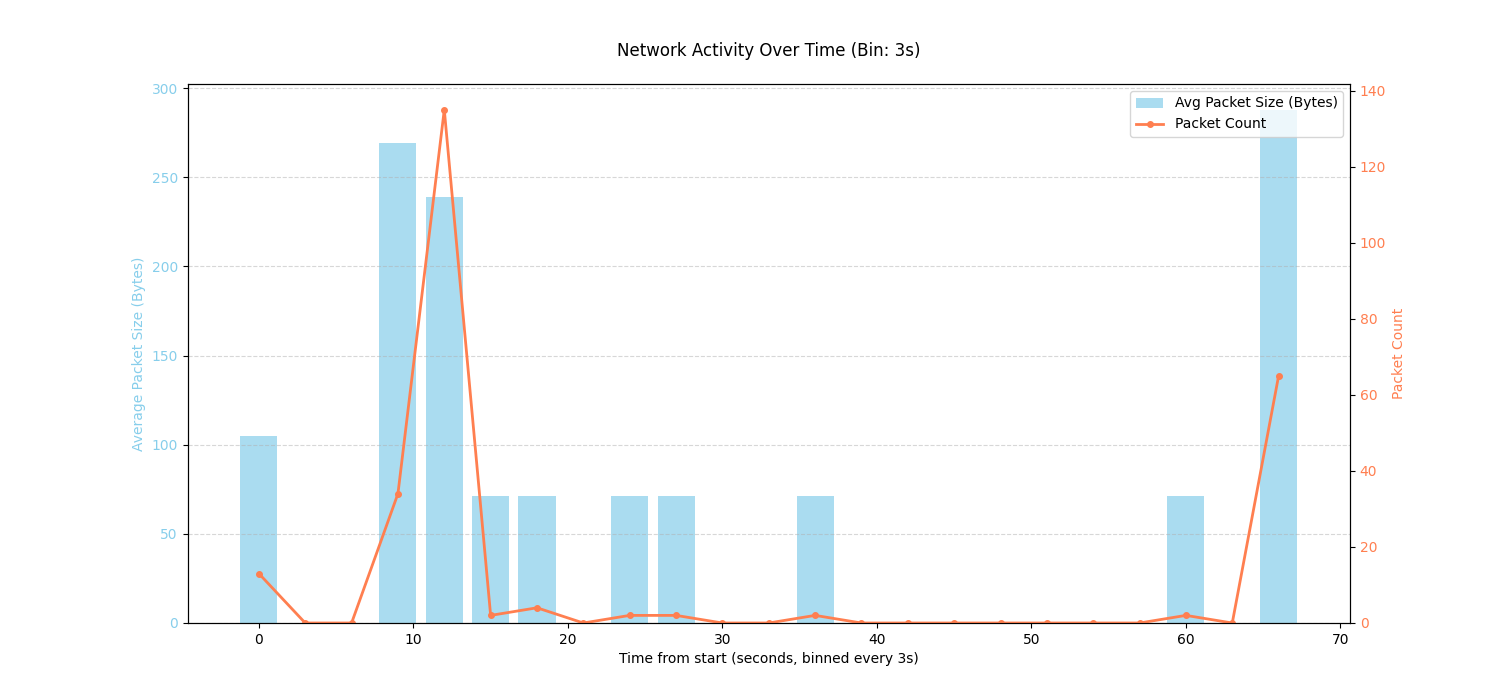 Network Activity Over Time (Bin: 3s)
300
250
200
150
100
50
0
Average Packet Size (Bytes)
Avg Packet Size (Bytes)
Packet Count
140
120
100
80
60
40
20
0
Packet Count
0 10 20 30 40 50 60 70
Time from start (seconds, binned every 3s)